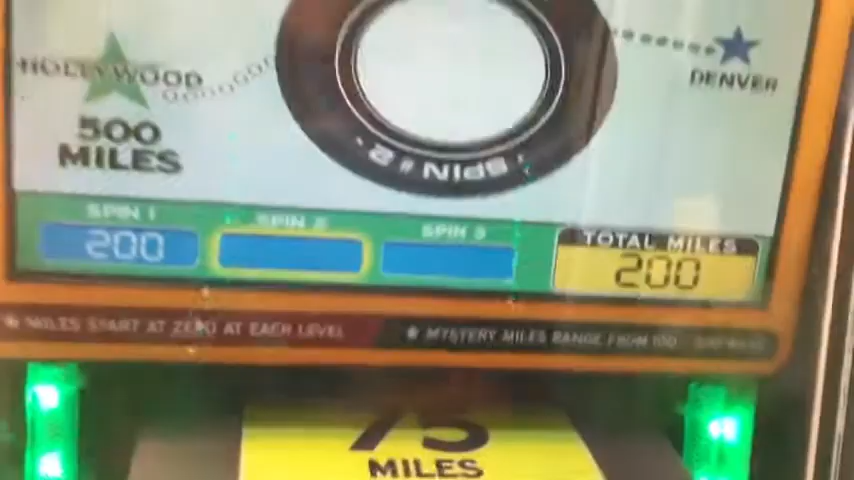 HOLLYWOOD
500
MILES
DENVER
SPIN #2
SPIN 1
200
SPIN 2
SPIN 3
TOTAL MILES
200
★ MILES START AT ZERO AT EACH LEVEL
★ MYSTERY MILES RANGE FROM 100
75
MILES